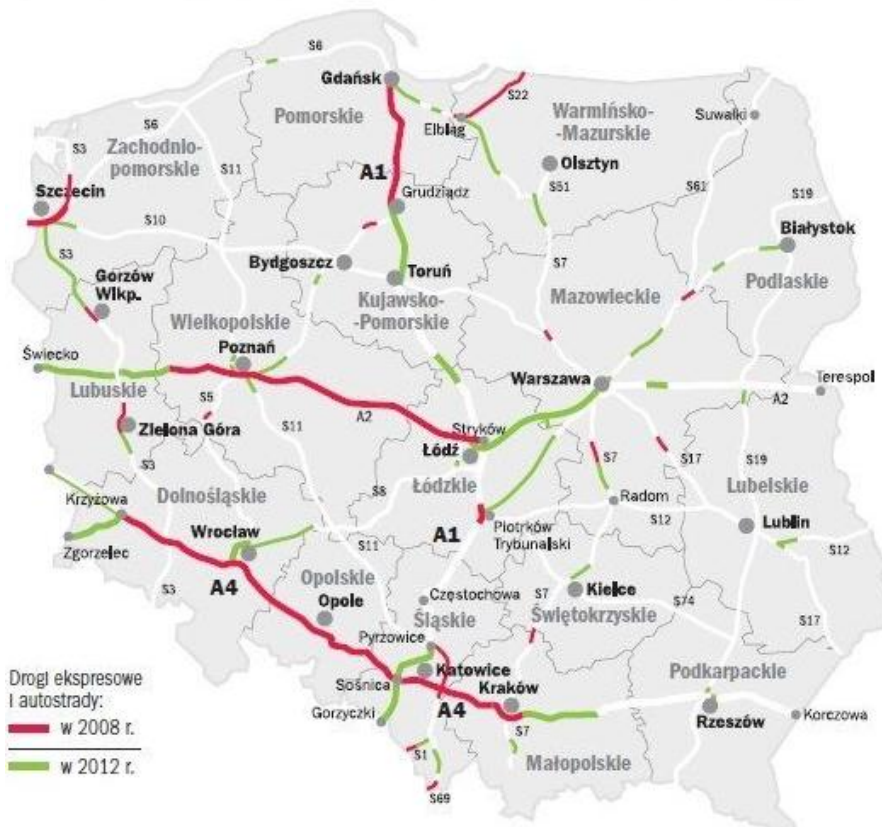 S6
Gdańsk
Pomorskie
S22
Elbląg
Warmińsko-
-Mazurskie
Suwałki
S6
Zachodnio-
pomorskie
S3
S11
A1
Olsztyn
S51
S61
S19
Szczecin
Grudziądz
S10
Białystok
S3
Bydgoszcz
Toruń
S7
Podlaskie
Gorzów
Wlkp.
Kujawsko-
-Pomorskie
Mazowieckie
Wielkopolskie
Poznań
Świecko
Warszawa
Terespol
Lubuskie
S5
A2
A2
Zielona Góra
S11
Stryków
Łódź
S7
S17
S19
S3
S8
Łódzkie
Krzyżowa
Dolnośląskie
Radom
Lubelskie
Wrocław
S12
Zgorzelec
S11
A1
Piotrków
Trybunalski
Lublin
S12
A4
Opolskie
S3
Opole
Częstochowa
S7
Kielce
S74
Śląskie
Świętokrzyskie
S17
Pyrzowice
Katowice
Podkarpackie
Drogi ekspresowe
i autostrady:
Sośnica
Kraków
w 2008 r.
Gorzyczki
A4
S7
Rzeszów
Korczowa
w 2012 r.
S1
Małopolskie
S69